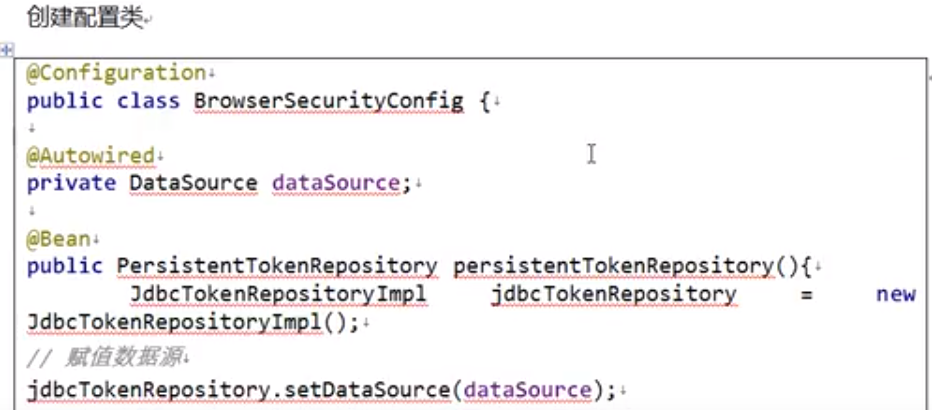 创建配置类
@Configuration
public class BrowserSecurityConfig {
@Autowired
private DataSource dataSource;
@Bean
public PersistentTokenRepository persistentTokenRepository(){
JdbcTokenRepositoryImpl jdbcTokenRepository = new
JdbcTokenRepositoryImpl();
// 赋值数据源
jdbcTokenRepository.setDataSource(dataSource);